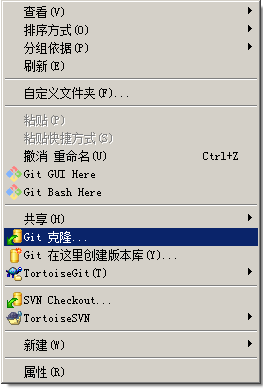 查看(V)
排序方式(O)
分组依据(P)
刷新(E)
自定义文件夹(F)...
粘贴(P)
粘贴快捷方式(S)
撤消 重命名(U) Ctrl+Z
Git GUI Here
Git Bash Here
共享(H)
Git 克隆...
Git 在这里创建版本库(Y)...
TortoiseGit(T)
SVN Checkout...
TortoiseSVN
新建(W)
属性(R)